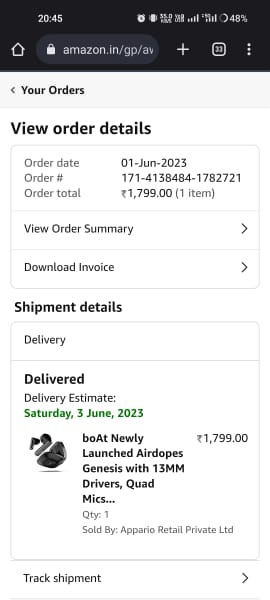 20:45
48%
amazon.in/gp/av
33
Your Orders
View order details
Order date 01-Jun-2023
Order # 171-4138484-1782721
Order total ₹1,799.00 (1 item)
View Order Summary
Download Invoice
Shipment details
Delivery
Delivered
Delivery Estimate:
Saturday, 3 June, 2023
boAt Newly ₹1,799.00
Launched Airdopes
Genesis with 13MM
Drivers, Quad
Mics...
Qty: 1
Sold By: Appario Retail Private Ltd
Track shipment